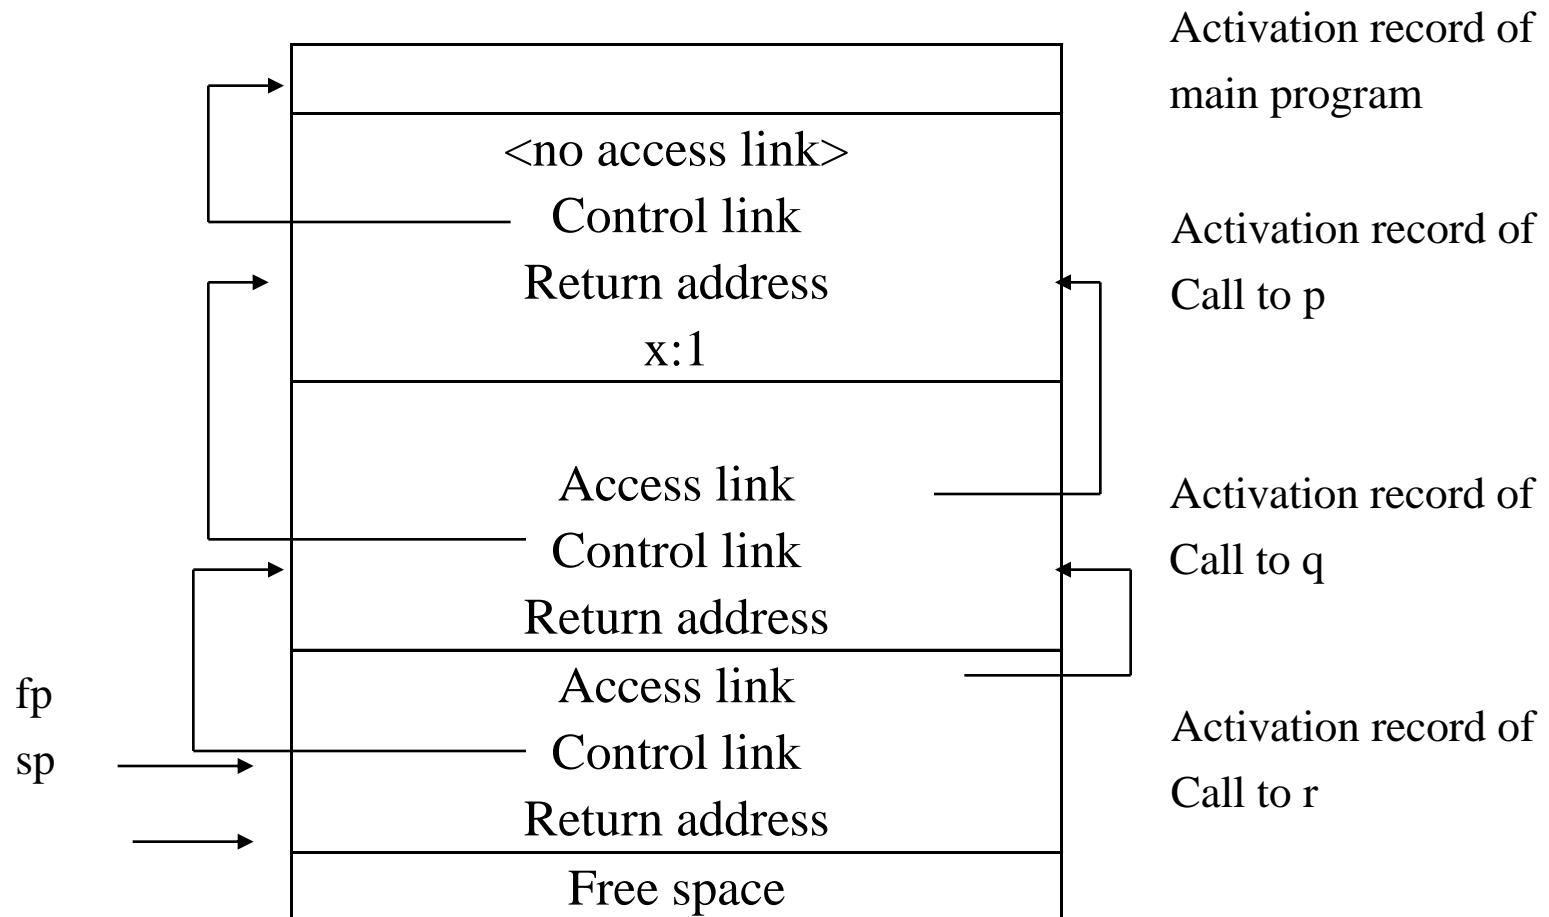 Activation record of
main program
<no access link>
Control link
Return address
x:1
Activation record of
Call to p
Access link
Control link
Return address
Activation record of
Call to q
Access link
Control link
Return address
Activation record of
Call to r
fp
sp
Free space